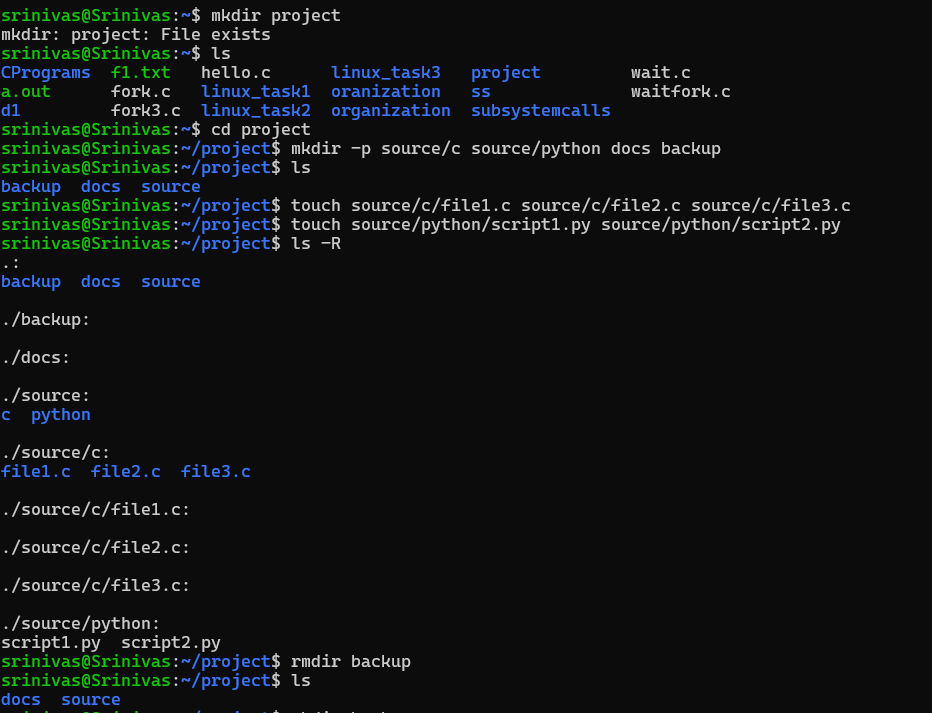 srinivas@Srinivas:~$ mkdir project
mkdir: project: File exists
srinivas@Srinivas:~$ ls
CPrograms  f1.txt   hello.c      linux_task3   project         wait.c
a.out      fork.c   linux_task1  oranization   ss              waitfork.c
d1         fork3.c  linux_task2  organization  subsystemcalls
srinivas@Srinivas:~$ cd project
srinivas@Srinivas:~/project$ mkdir -p source/c source/python docs backup
srinivas@Srinivas:~/project$ ls
backup  docs  source
srinivas@Srinivas:~/project$ touch source/c/file1.c source/c/file2.c source/c/file3.c
srinivas@Srinivas:~/project$ touch source/python/script1.py source/python/script2.py
srinivas@Srinivas:~/project$ ls -R
.:
backup  docs  source
./backup:
./docs:
./source:
c  python
./source/c:
file1.c  file2.c  file3.c
./source/c/file1.c:
./source/c/file2.c:
./source/c/file3.c:
./source/python:
script1.py  script2.py
srinivas@Srinivas:~/project$ rmdir backup
srinivas@Srinivas:~/project$ ls
docs  source